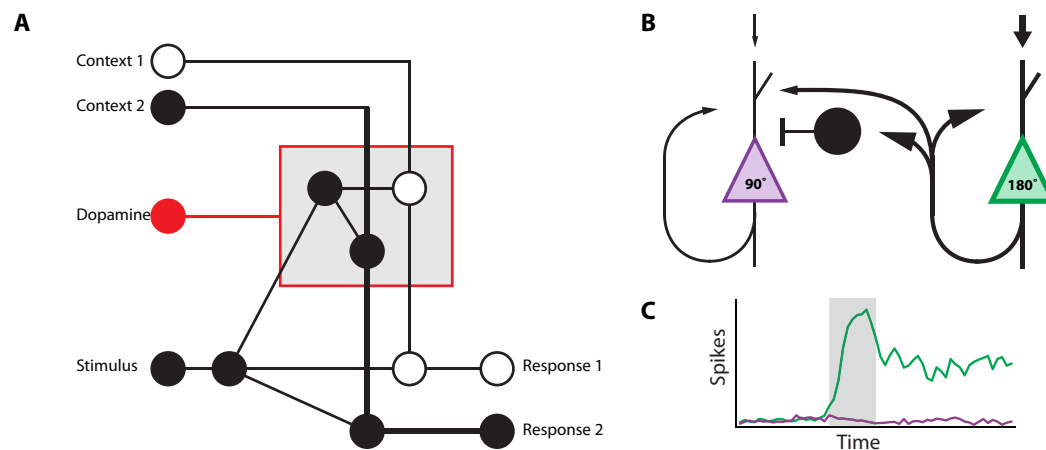 A
Context 1
Context 2
Dopamine
Stimulus
Response 1
Response 2
B
90°
180°
C
Spikes
Time